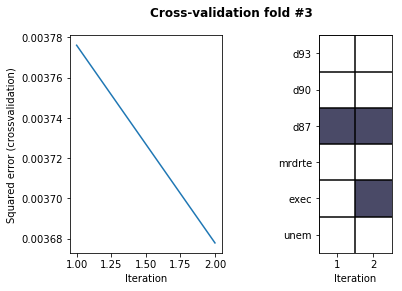 Cross-validation fold #3
Squared error (crossvalidation)
0.00378
0.00376
0.00374
0.00372
0.00370
0.00368
1.00 1.25 1.50 1.75 2.00
Iteration
d93
d90
d87
mrdrte
exec
unem
1 2
Iteration